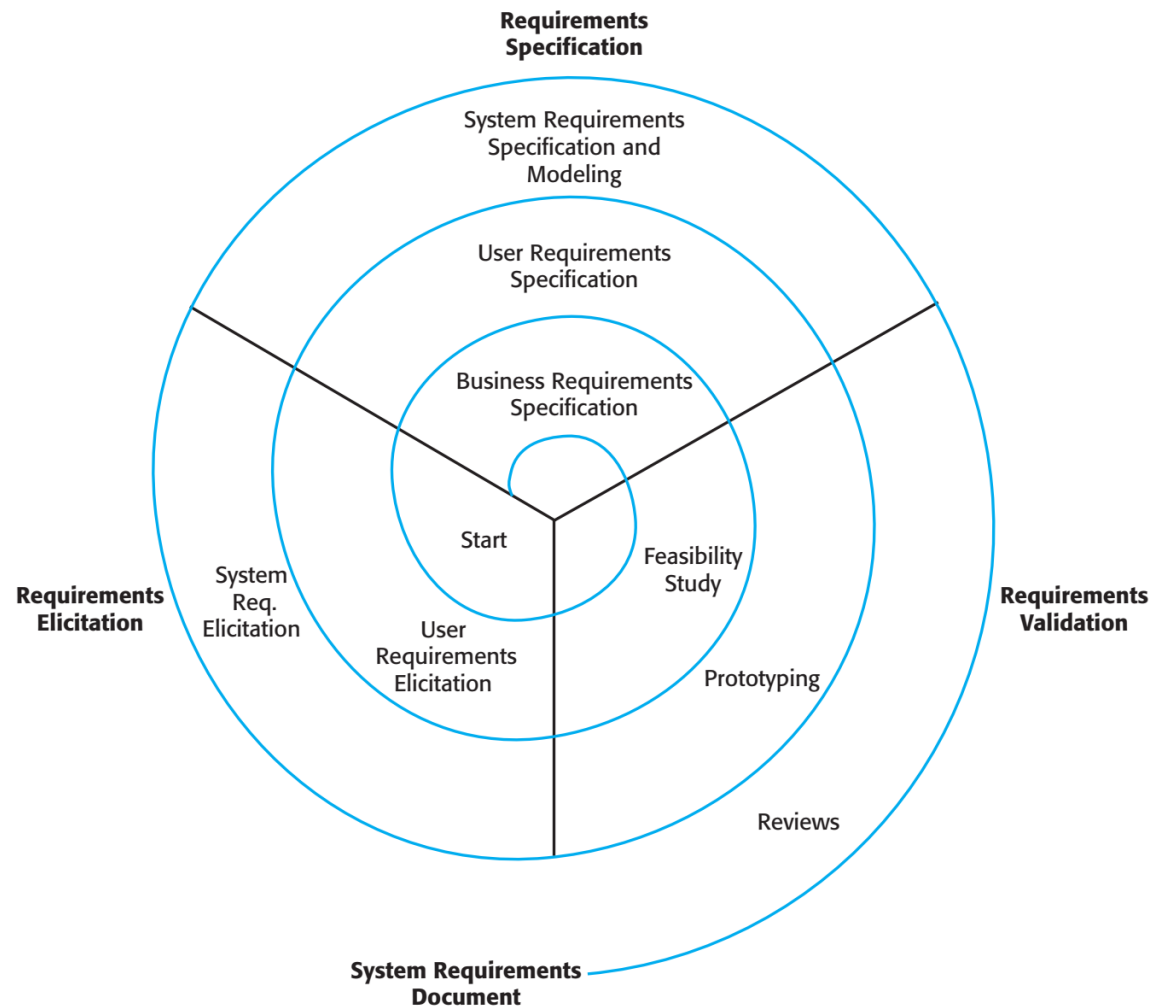 Requirements
Specification
System Requirements
Specification and
Modeling
User Requirements
Specification
Business Requirements
Specification
Start
Feasibility
Study
System
Req.
Elicitation
Requirements
Elicitation
Requirements
Validation
User
Requirements
Elicitation
Prototyping
Reviews
System Requirements
Document